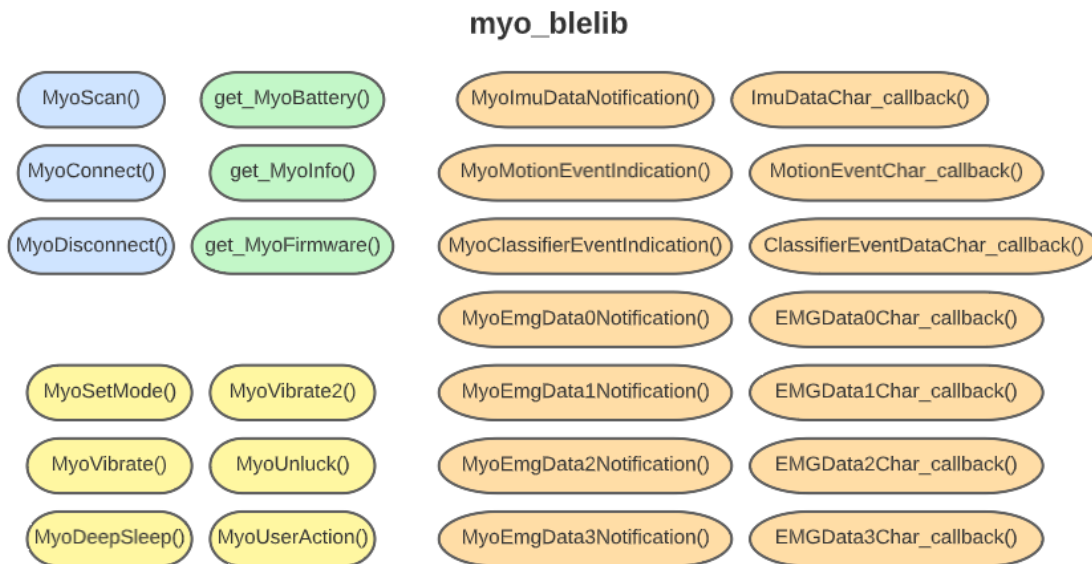 myo_blelib
MyoScan() get_MyoBattery() MyoImuDataNotification() ImuDataChar_callback()
MyoConnect() get_MyoInfo() MyoMotionEventIndication() MotionEventChar_callback()
MyoDisconnect() get_MyoFirmware() MyoClassifierEventIndication() ClassifierEventDataChar_callback()
MyoEmgData0Notification() EMGData0Char_callback()
MyoSetMode() MyoVibrate2() MyoEmgData1Notification() EMGData1Char_callback()
MyoVibrate() MyoUnluck() MyoEmgData2Notification() EMGData2Char_callback()
MyoDeepSleep() MyoUserAction() MyoEmgData3Notification() EMGData3Char_callback()